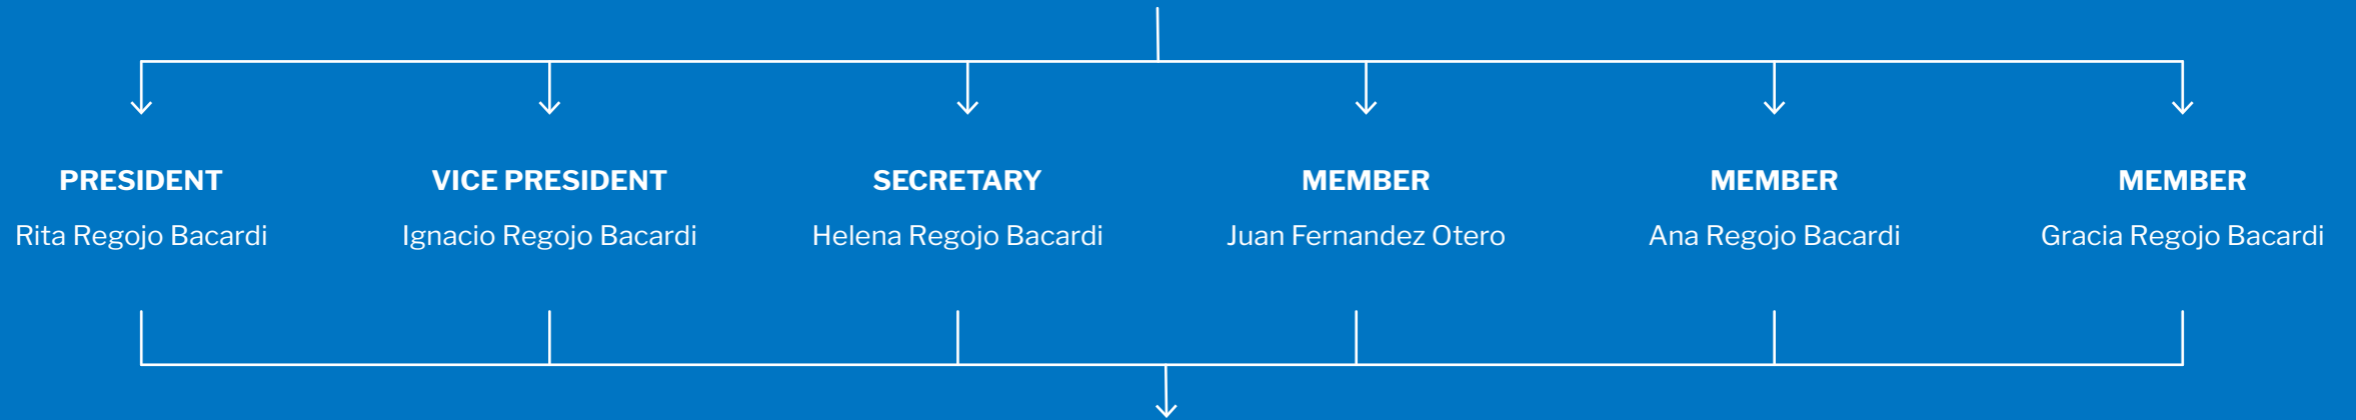 PRESIDENT
Rita Regojo Bacardi
VICE PRESIDENT
Ignacio Regojo Bacardi
SECRETARY
Helena Regojo Bacardi
MEMBER
Juan Fernandez Otero
MEMBER
Ana Regojo Bacardi
MEMBER
Gracia Regojo Bacardi